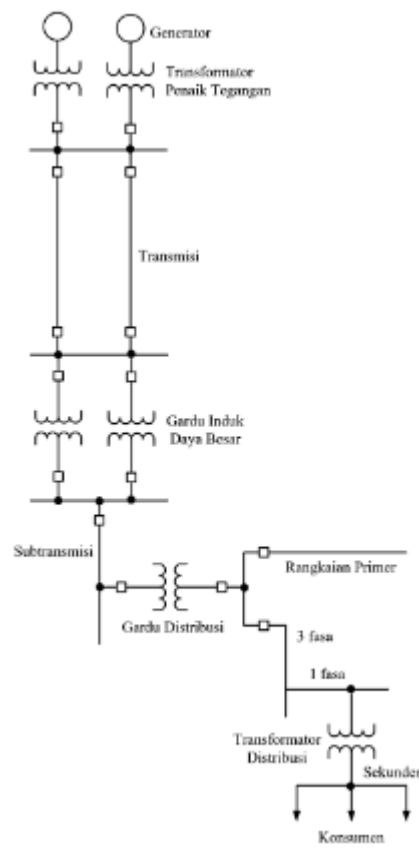 Generator
Transformator
Penaik Tegangan
Transmisi
Gardu Induk
Daya Besar
Subtransmisi
Rangkaian Primer
Gardu Distribusi
3 fasa
1 fasa
Transformator
Distribusi
Sekunder
Konsumen